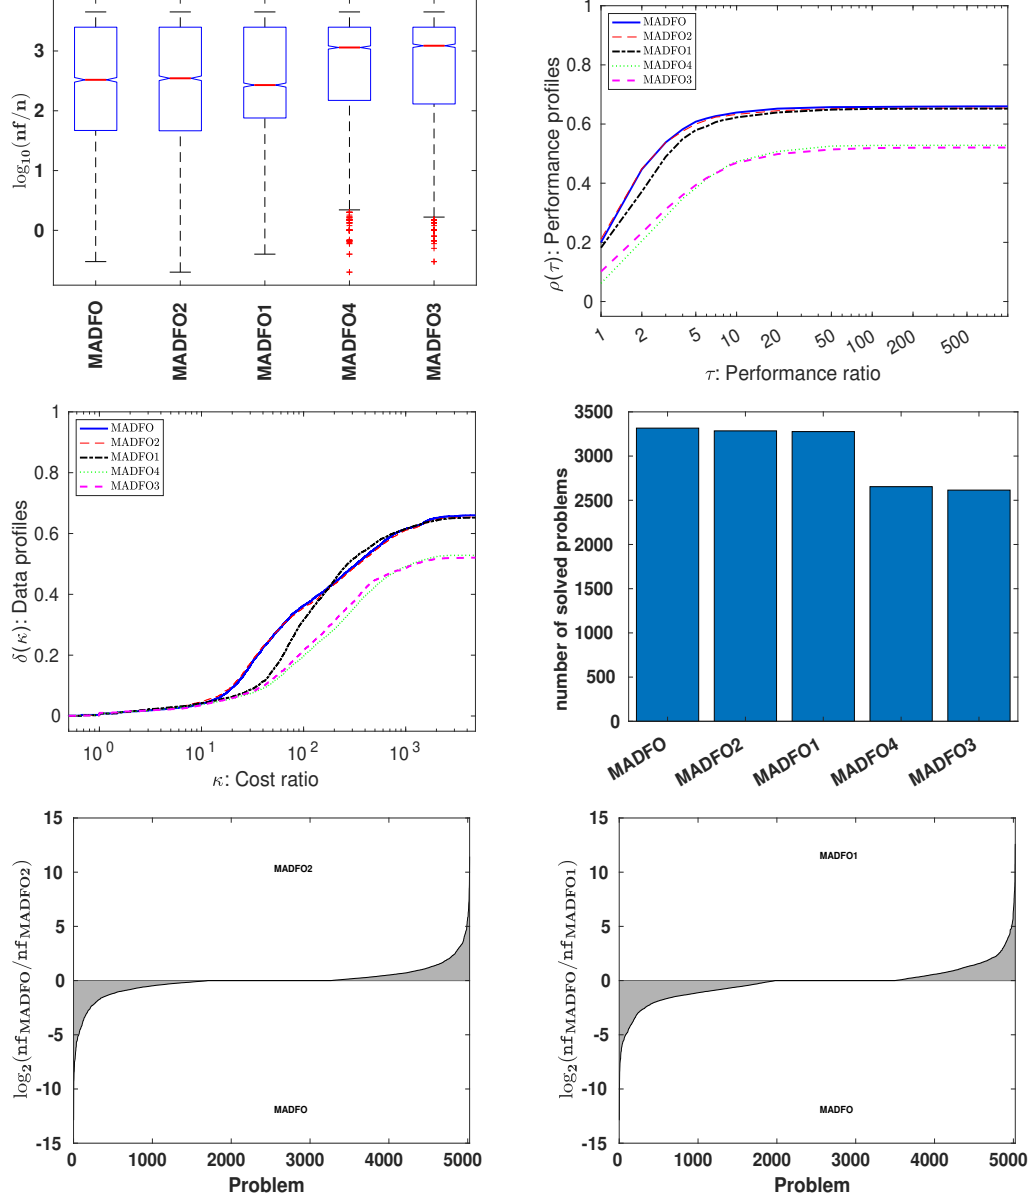 log10(nf/n)
3
2
1
0
MADFO
MADFO2
MADFO1
MADFO4
MADFO3
ρ(τ): Performance profiles
1
0.8
0.6
0.4
0.2
0
MADFO
MADFO2
MADFO1
MADFO4
MADFO3
1 2 5 10 20 50 100 200 500
τ: Performance ratio
δ(κ): Data profiles
1
0.8
0.6
0.4
0.2
0
MADFO
MADFO2
MADFO1
MADFO4
MADFO3
10^0 10^1 10^2 10^3
κ: Cost ratio
number of solved problems
3500
3000
2500
2000
1500
1000
500
0
MADFO MADFO2 MADFO1 MADFO4 MADFO3
log2(nfMADFO/nfMADFO2)
15
10
5
0
-5
-10
-15
MADFO2
MADFO
0 1000 2000 3000 4000 5000
Problem
log2(nfMADFO/nfMADFO1)
15
10
5
0
-5
-10
-15
MADFO1
MADFO
0 1000 2000 3000 4000 5000
Problem